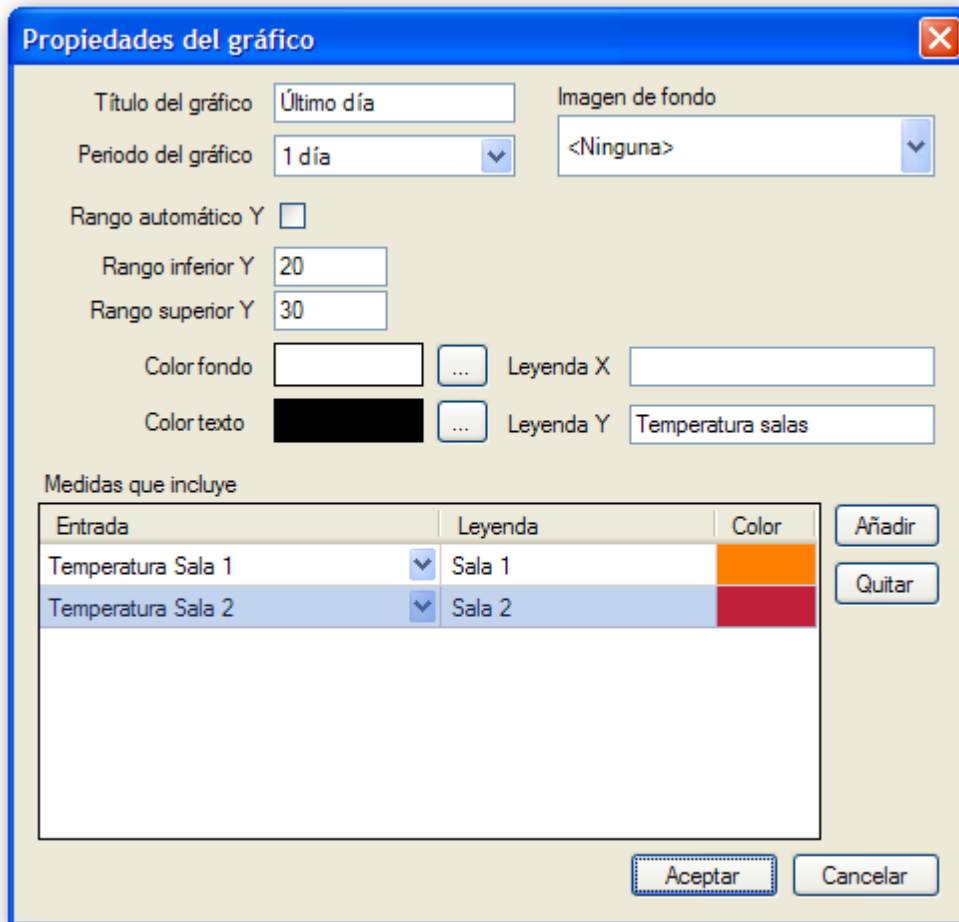 Propiedades del gráfico
Título del gráfico Último día
Imagen de fondo
Periodo del gráfico 1 día
<Ninguna>
Rango automático Y
Rango inferior Y 20
Rango superior Y 30
Color fondo ... Leyenda X
Color texto ... Leyenda Y Temperatura salas
Medidas que incluye
Entrada Leyenda Color Añadir
Temperatura Sala 1 Sala 1
Temperatura Sala 2 Sala 2 Quitar
Aceptar Cancelar